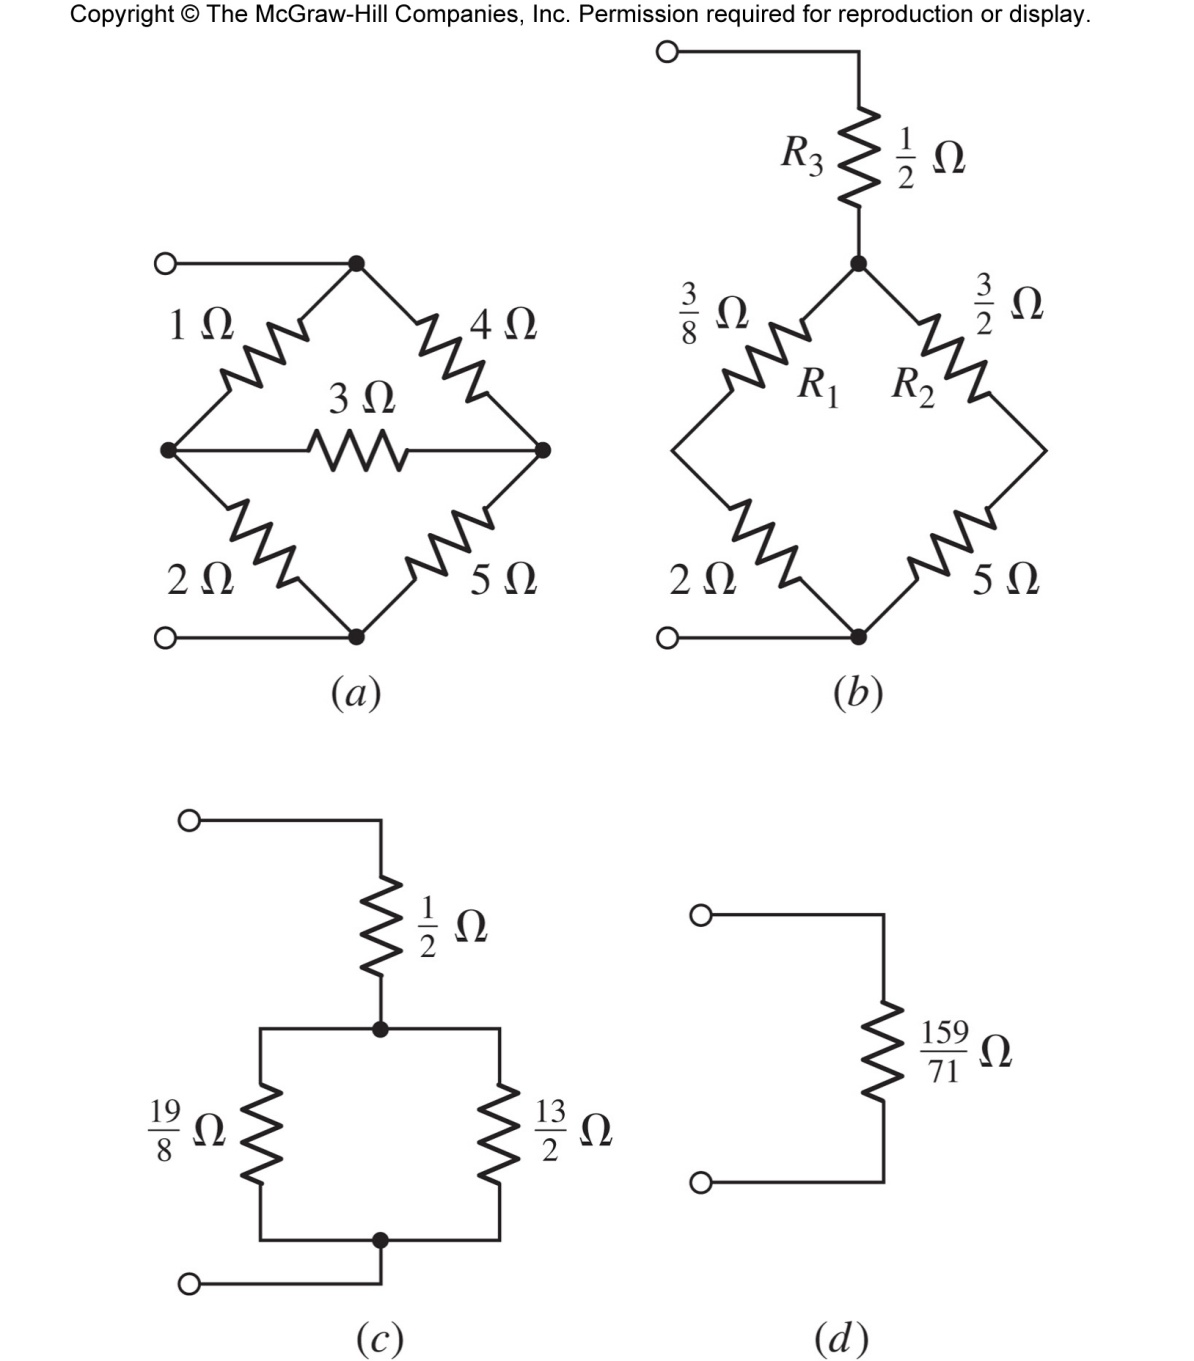 Copyright © The McGraw-Hill Companies, Inc. Permission required for reproduction or display.
1 Ω
4 Ω
3 Ω
2 Ω
5 Ω
(a)
R3
1/2 Ω
3/8 Ω
3/2 Ω
R1
R2
2 Ω
5 Ω
(b)
1/2 Ω
19/8 Ω
13/2 Ω
(c)
159/71 Ω
(d)